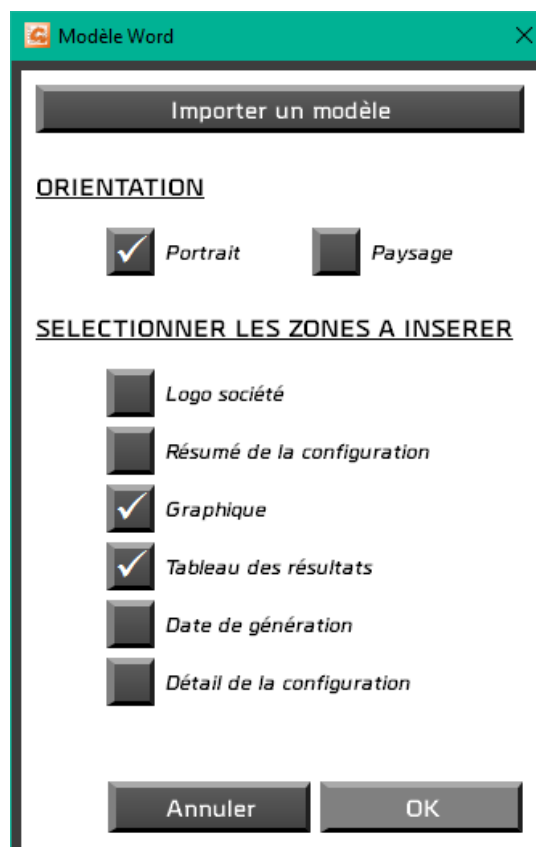 Modèle Word
Importer un modèle
ORIENTATION
Portrait Paysage
SELECTIONNER LES ZONES A INSERER
Logo société
Résumé de la configuration
Graphique
Tableau des résultats
Date de génération
Détail de la configuration
Annuler OK